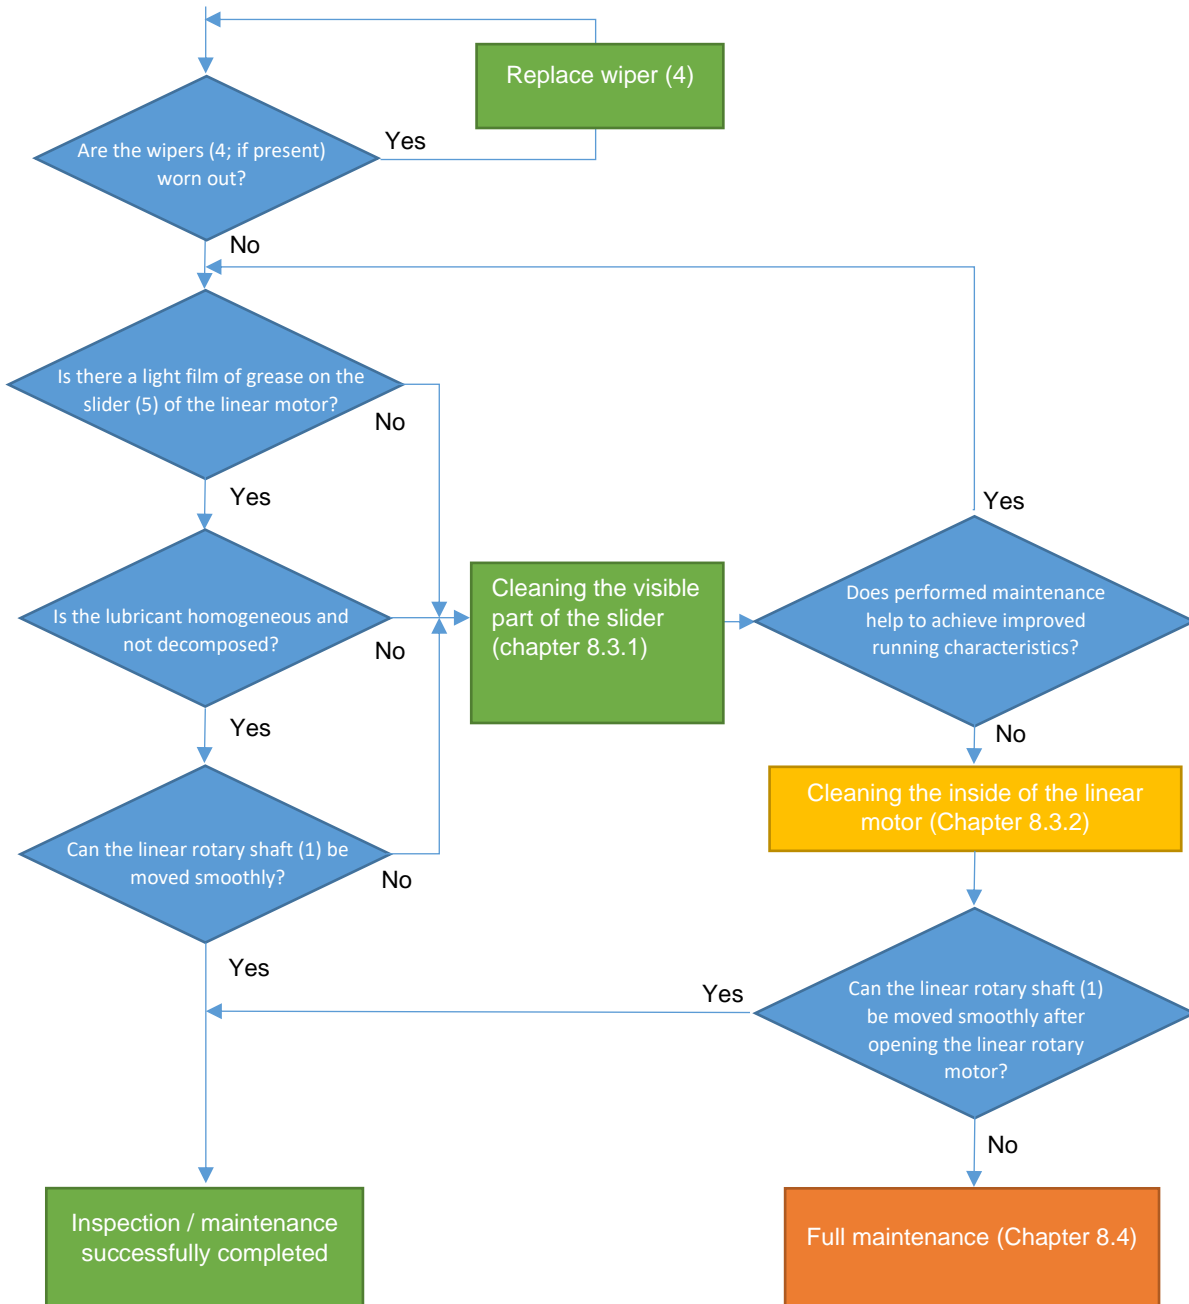 Replace wiper (4)
Are the wipers (4; if present)
worn out?
Yes
No
Is there a light film of grease on the
slider (5) of the linear motor?
No
Yes
Yes
Cleaning the visible
part of the slider
(chapter 8.3.1)
Does performed maintenance
help to achieve improved
running characteristics?
Is the lubricant homogeneous and
not decomposed?
No
Yes
No
Cleaning the inside of the linear
motor (Chapter 8.3.2)
Can the linear rotary shaft (1) be
moved smoothly?
No
Yes
Yes
Can the linear rotary shaft (1)
be moved smoothly after
opening the linear rotary
motor?
No
Inspection / maintenance
successfully completed
Full maintenance (Chapter 8.4)